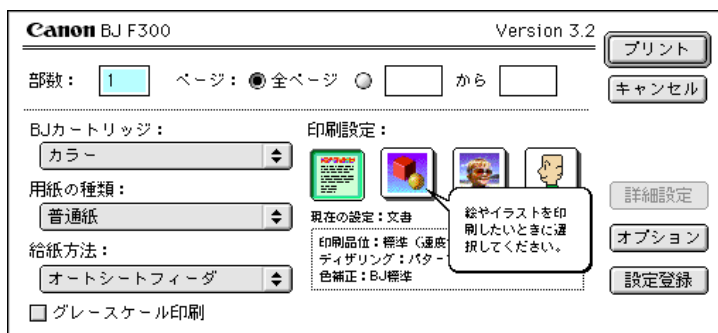 Canon BJ F300
Version 3.2
プリント
部数： 1 ページ： 全ページ から
キャンセル
BJカートリッジ：
カラー
用紙の種類：
普通紙
給紙方法：
オートシートフィーダ
グレースケール印刷
印刷設定：
現在の設定：文書
印刷品位：標準（速度
ディザリング：パター
色補正：BJ標準
絵やイラストを印
刷したいときに選
択してください。
詳細設定
オプション
設定登録